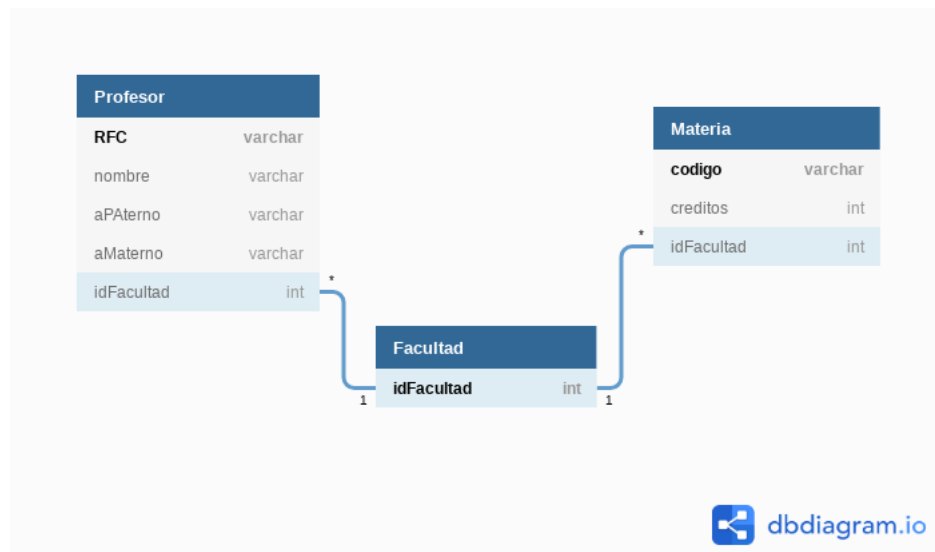 Profesor
RFC varchar
nombre varchar
aPAterno varchar
aMaterno varchar
idFacultad int
*
1
Facultad
idFacultad int
1
*
Materia
codigo varchar
creditos int
idFacultad int
dbdiagram.io